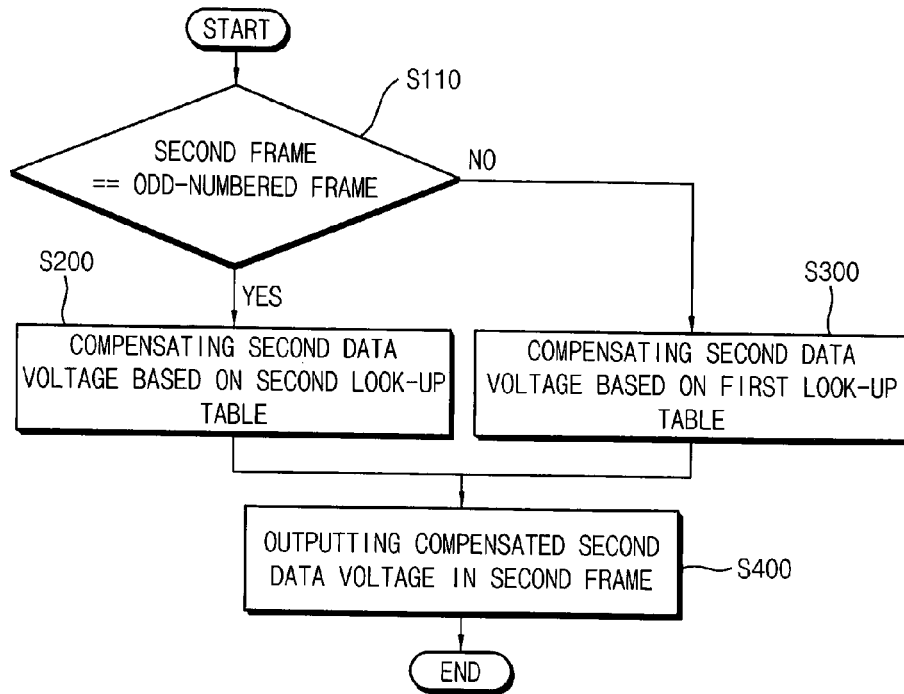 START
S110
SECOND FRAME
== ODD-NUMBERED FRAME
NO
S200
YES
S300
COMPENSATING SECOND DATA
VOLTAGE BASED ON SECOND LOOK-UP
TABLE
COMPENSATING SECOND DATA
VOLTAGE BASED ON FIRST LOOK-UP
TABLE
OUTPUTTING COMPENSATED SECOND
DATA VOLTAGE IN SECOND FRAME
S400
END